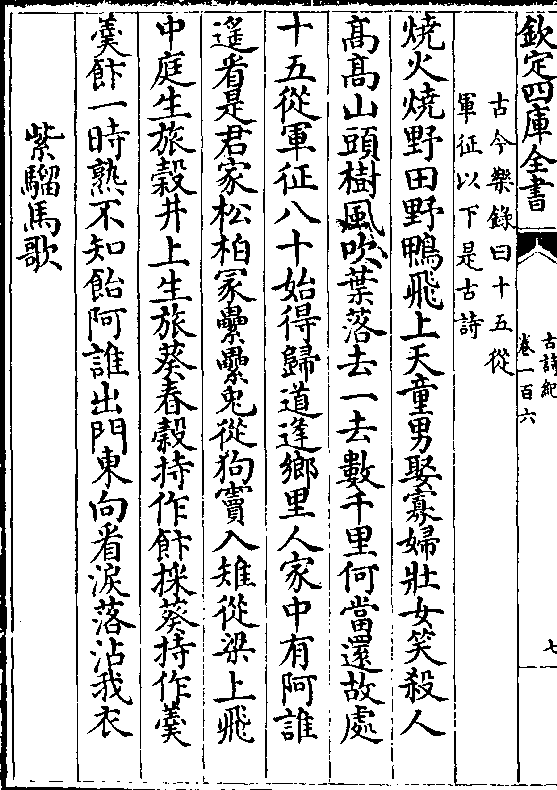 欽定四庫全書
古詩紀
卷一百六
七
古今樂錄曰十五從
軍征以下是古詩
燒火燒野田野鴨飛上天童男娶寡婦壯女笑殺人
髙髙山頭樹風吹葉落去一去數千里何當還故處
十五從軍征八十始得歸道逢鄉里人家中有阿誰
遥看是君家松柏冢纍纍兎從狗竇入雉從梁上飛
中庭生旅榖井上生旅葵舂榖持作飰採葵持作羮
羮飰一時熟不知飴阿誰出門東向看淚落沾我衣
紫騮馬歌